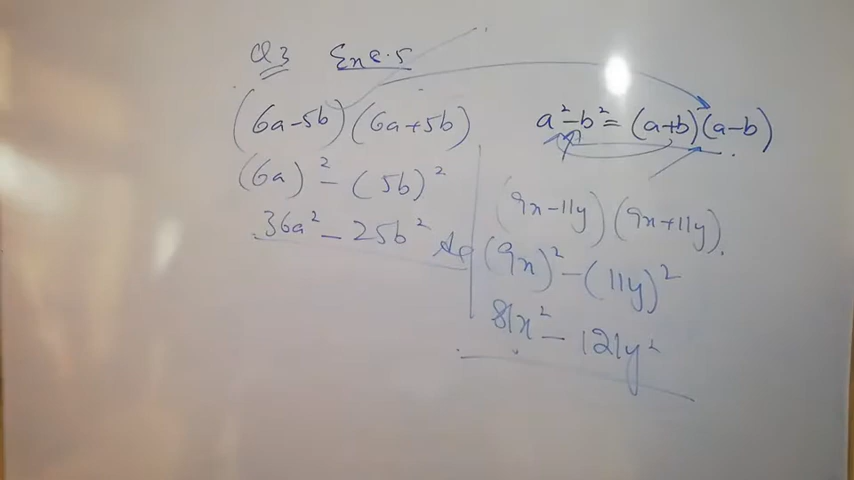 Q3 Exe.5
(6a-5b)(6a+5b)
(6a)² - (5b)²
36a² - 25b²
a²-b² = (a+b)(a-b)
(9x-11y)(9x+11y)
(9x)² - (11y)²
81x² - 121y²